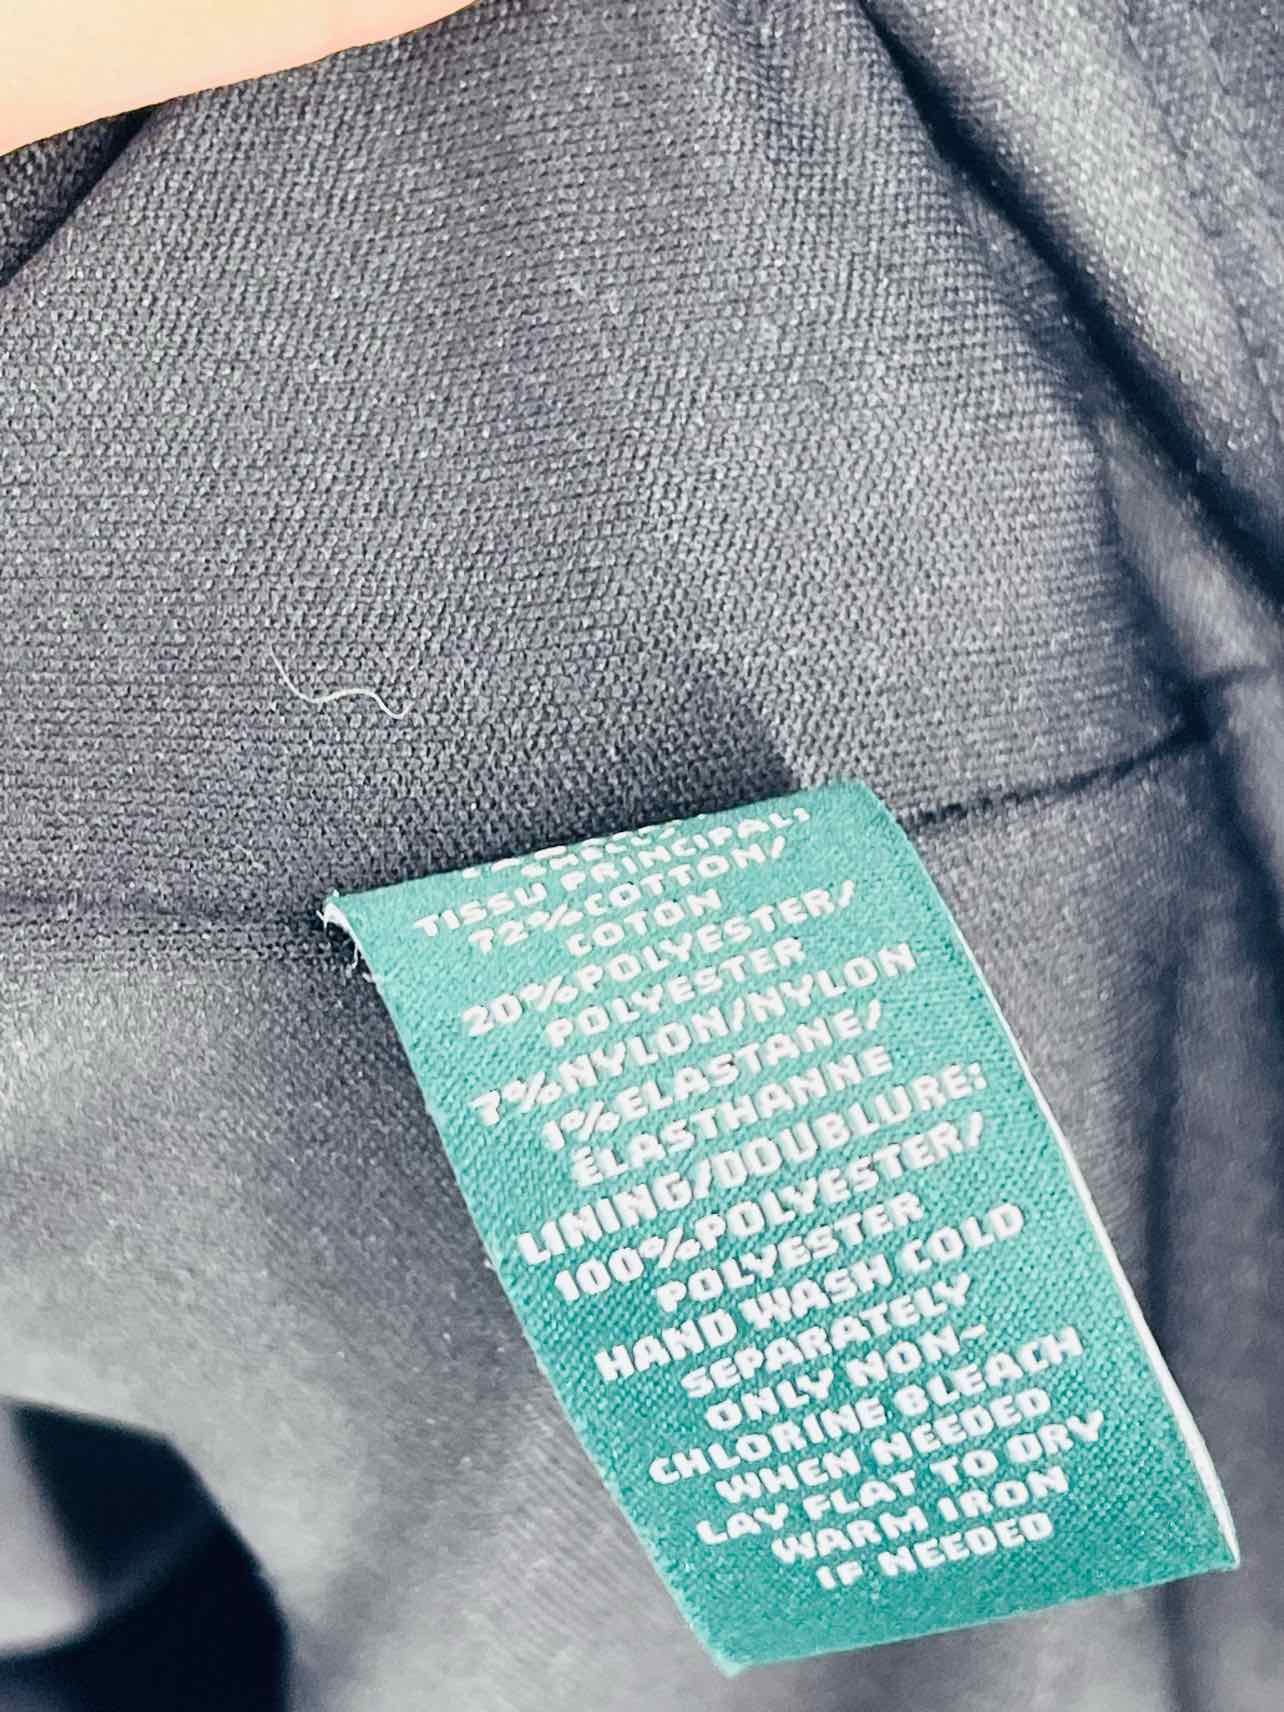 TISSU PRINCIPAL:
72%COTTON/
COTON
20%POLYESTER/
POLYESTER
7%NYLON/NYLON
1%ELASTANE/
ÉLASTHANNE
LINING/DOUBLURE:
100%POLYESTER/
POLYESTER
HAND WASH COLD
SEPARATELY
ONLY NON-
CHLORINE BLEACH
WHEN NEEDED
LAY FLAT TO DRY
WARM IRON
IF NEEDED